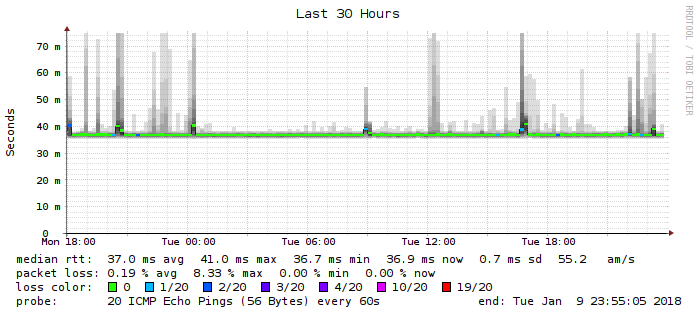 Last 30 Hours
RRDTOOL / TOBI OETIKER
Seconds
70 m
60 m
50 m
40 m
30 m
20 m
10 m
0
Mon 18:00 Tue 00:00 Tue 06:00 Tue 12:00 Tue 18:00
median rtt: 37.0 ms avg 41.0 ms max 36.7 ms min 36.9 ms now 0.7 ms sd 55.2 am/s
packet loss: 0.19 % avg 8.33 % max 0.00 % min 0.00 % now
loss color: 0 1/20 2/20 3/20 4/20 10/20 19/20
probe: 20 ICMP Echo Pings (56 Bytes) every 60s end: Tue Jan 9 23:55:05 2018